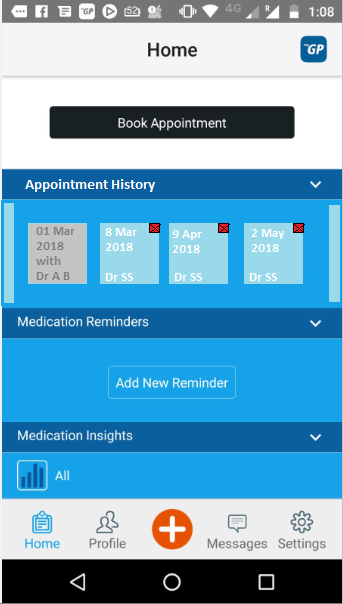 GP
r52
4G
R
1:08
Home
GP
Book Appointment
Appointment History
01 Mar
2018
with
Dr A B
8 Mar
2018
Dr SS
9 Apr
2018
Dr SS
2 May
2018
Dr SS
Medication Reminders
Add New Reminder
Medication Insights
All
Home
Profile
Messages
Settings